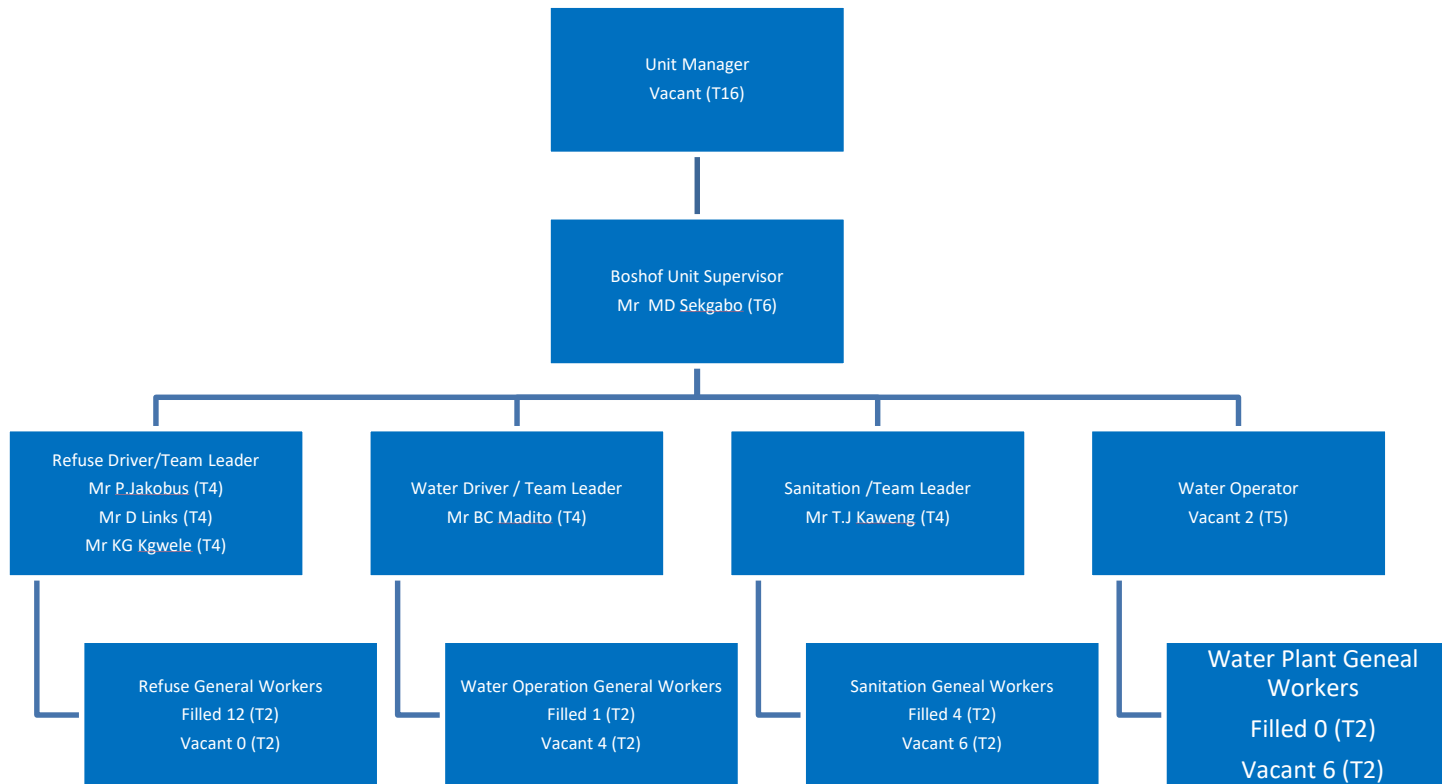 Unit Manager
Vacant (T16)
Boshof Unit Supervisor
Mr MD Sekgabo (T6)
Refuse Driver/Team Leader
Mr P.Jakobus (T4)
Mr D Links (T4)
Mr KG Kgwele (T4)
Water Driver / Team Leader
Mr BC Madito (T4)
Sanitation /Team Leader
Mr T.J Kaweng (T4)
Water Operator
Vacant 2 (T5)
Refuse General Workers
Filled 12 (T2)
Vacant 0 (T2)
Water Operation General Workers
Filled 1 (T2)
Vacant 4 (T2)
Sanitation Geneal Workers
Filled 4 (T2)
Vacant 6 (T2)
Water Plant Geneal
Workers
Filled 0 (T2)
Vacant 6 (T2)